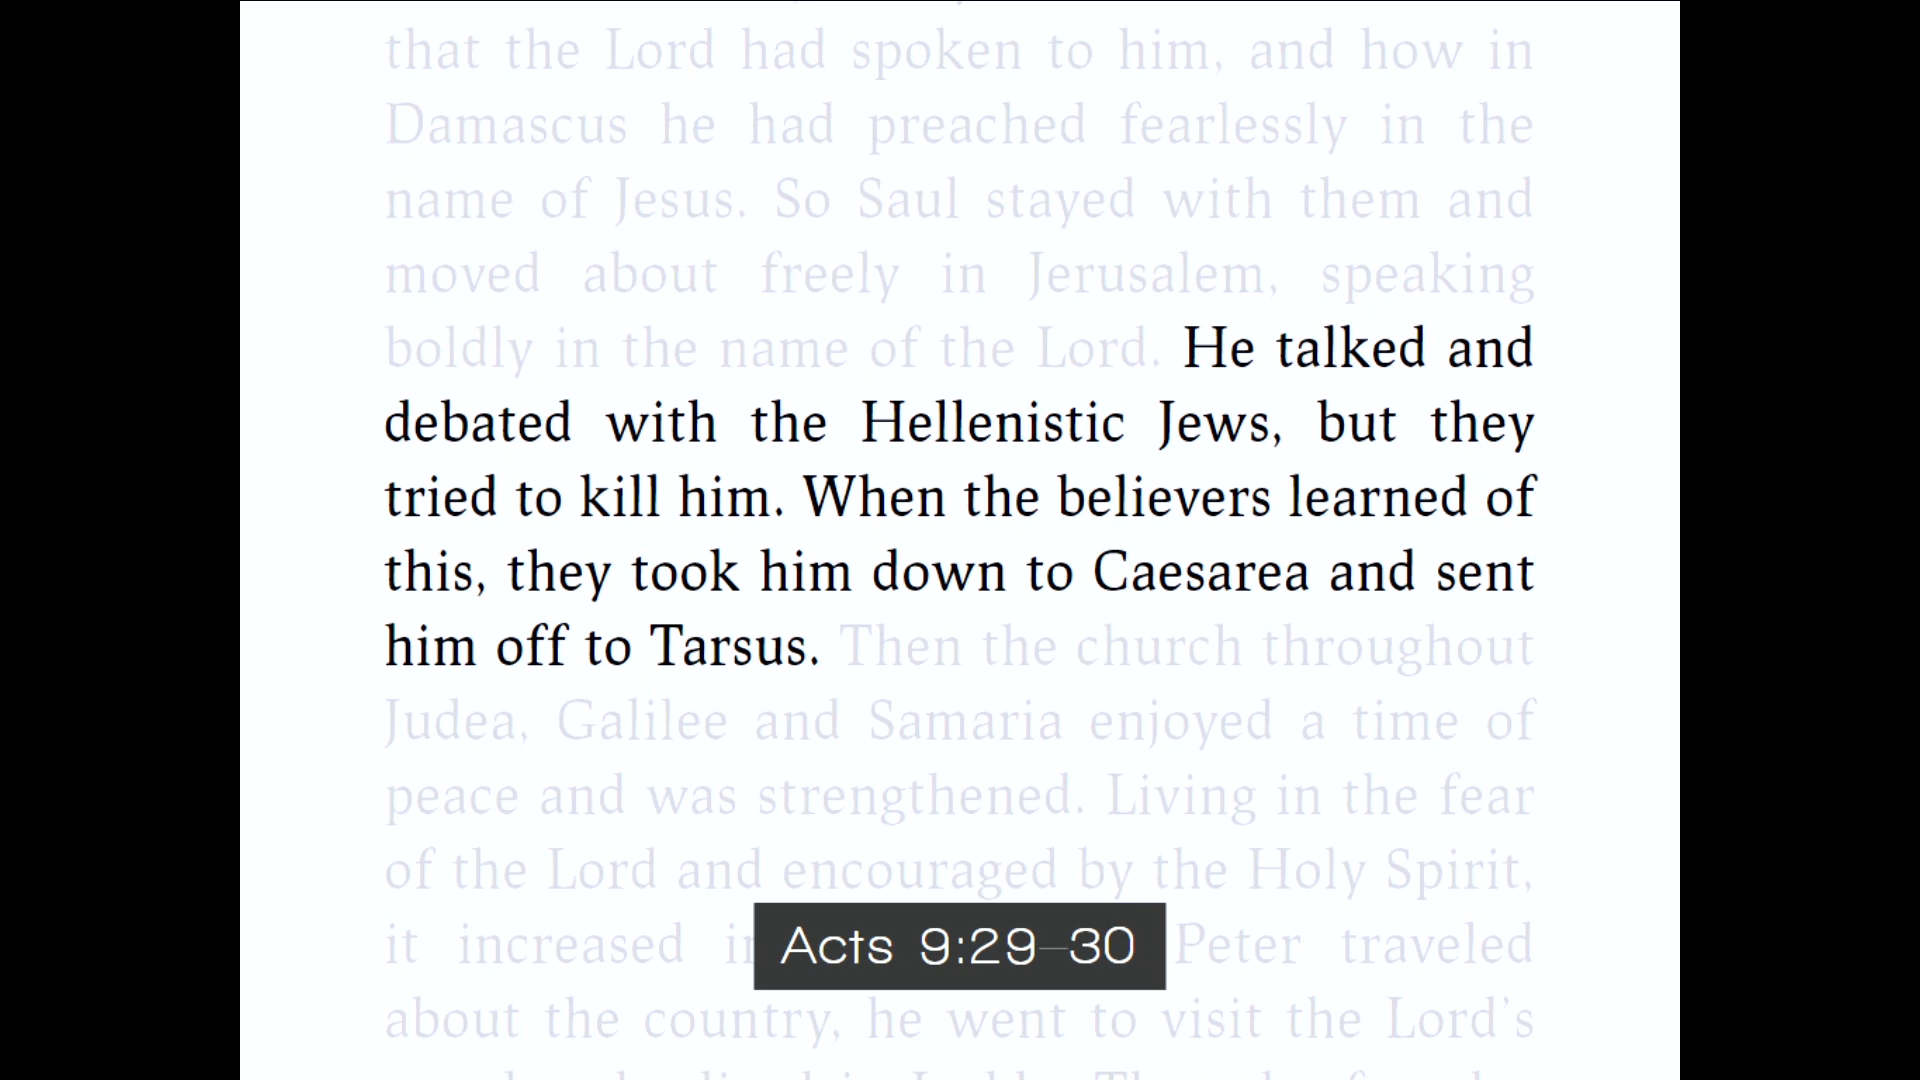 that the Lord had spoken to him, and how in
Damascus he had preached fearlessly in the
name of Jesus. So Saul stayed with them and
moved about freely in Jerusalem, speaking
boldly in the name of the Lord. He talked and
debated with the Hellenistic Jews, but they
tried to kill him. When the believers learned of
this, they took him down to Caesarea and sent
him off to Tarsus. Then the church throughout
Judea, Galilee and Samaria enjoyed a time of
peace and was strengthened. Living in the fear
of the Lord and encouraged by the Holy Spirit,
it increased Peter traveled
Acts 9:29–30
about the country, he went to visit the Lord's